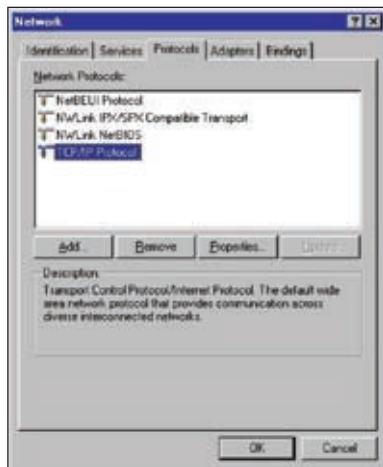 Network
Identification Services Protocols Adapters Bindings
Network Protocols:
NetBEUI Protocol
NWLink IPX/SPX Compatible Transport
NWLink NetBIOS
TCP/IP Protocol
Add... Remove Properties... Update...
Description:
Transport Control Protocol/Internet Protocol. The default wide
area network protocol that provides communication across
diverse interconnected networks.
OK Cancel